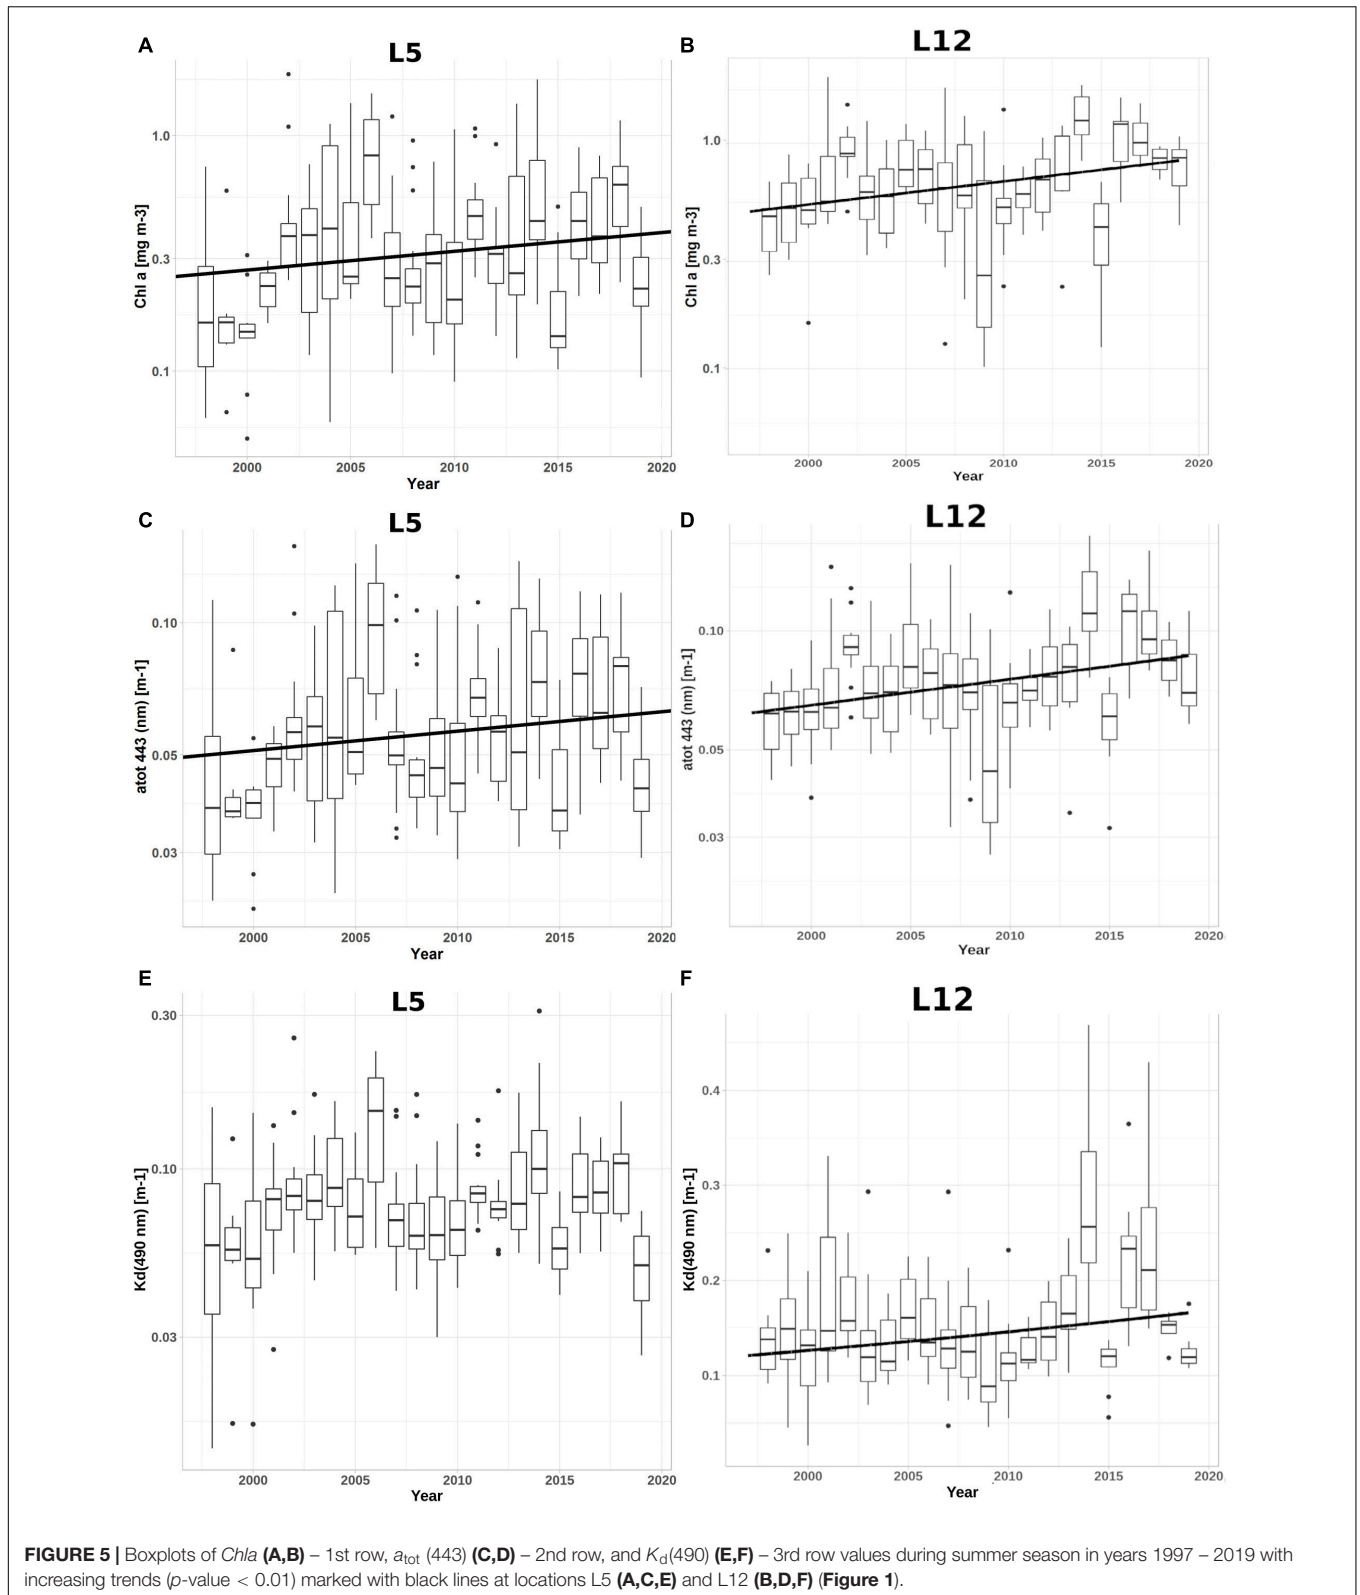 A
L5
Chl a [mg m-3]
1.0
0.3
0.1
2000 2005 2010 2015 2020
Year
B
L12
Chl a [mg m-3]
1.0
0.3
0.1
2000 2005 2010 2015 2020
Year
C
L5
atot 443 (nm) [m-1]
0.10
0.05
0.03
2000 2005 2010 2015 2020
Year
D
L12
atot 443 (nm) [m-1]
0.10
0.05
0.03
2000 2005 2010 2015 2020
Year
E
L5
Kd(490 nm) [m-1]
0.30
0.10
0.03
2000 2005 2010 2015 2020
Year
F
L12
Kd(490 nm) [m-1]
0.4
0.3
0.2
0.1
2000 2005 2010 2015 2020
Year
FIGURE 5 | Boxplots of Chla (A,B) – 1st row, atot (443) (C,D) – 2nd row, and Kd(490) (E,F) – 3rd row values during summer season in years 1997 – 2019 with
increasing trends (p-value < 0.01) marked with black lines at locations L5 (A,C,E) and L12 (B,D,F) (Figure 1).